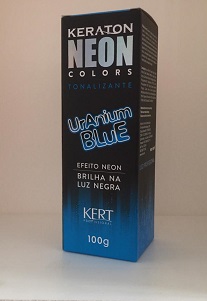 KERATON
NEON
COLORS
TONALIZANTE
UrAnium
BLuE
EFEITO NEON
BRILHA NA
LUZ NEGRA
KERT
100g